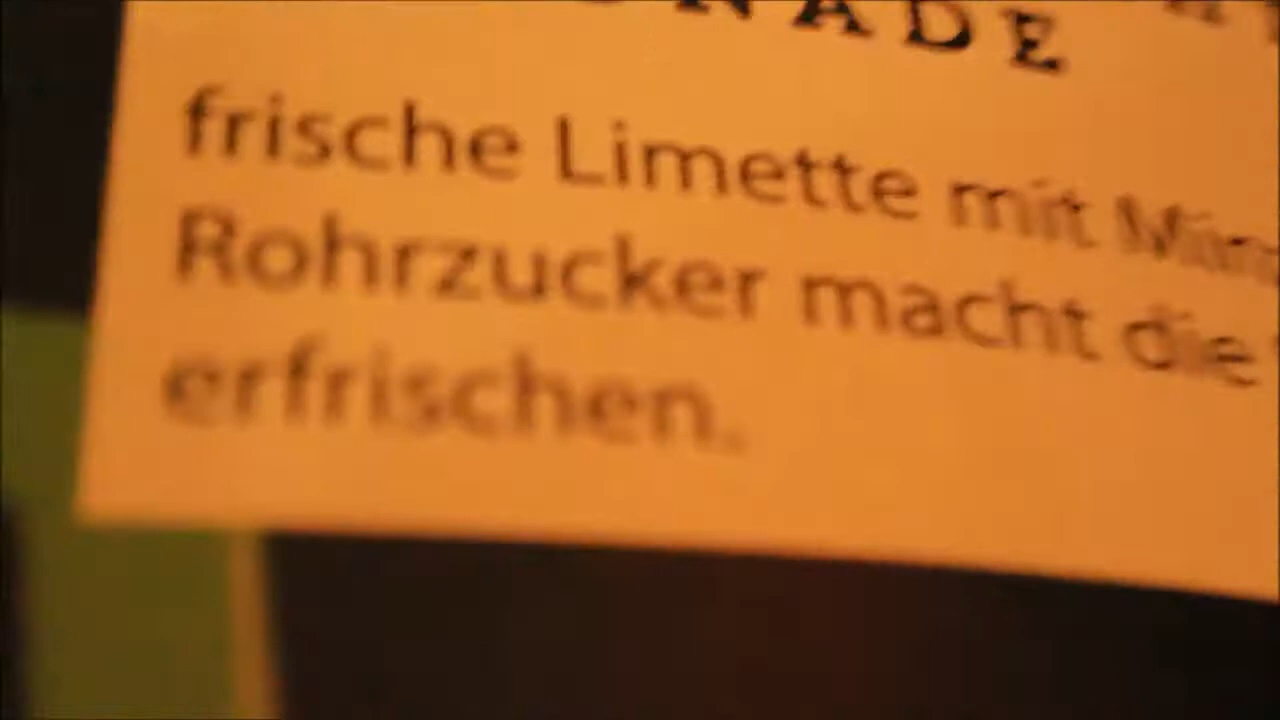 NADE
frische Limette mit
Rohrzucker macht die
erfrischen.